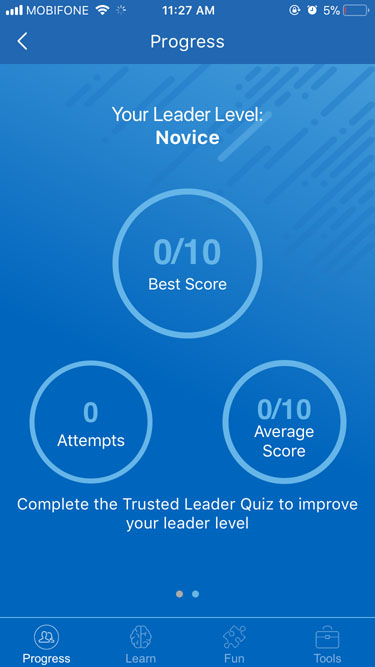 MOBIFONE 11:27 AM 5%
Progress
Your Leader Level:
Novice
0/10
Best Score
0
Attempts
0/10
Average
Score
Complete the Trusted Leader Quiz to improve
your leader level
Progress Learn Fun Tools